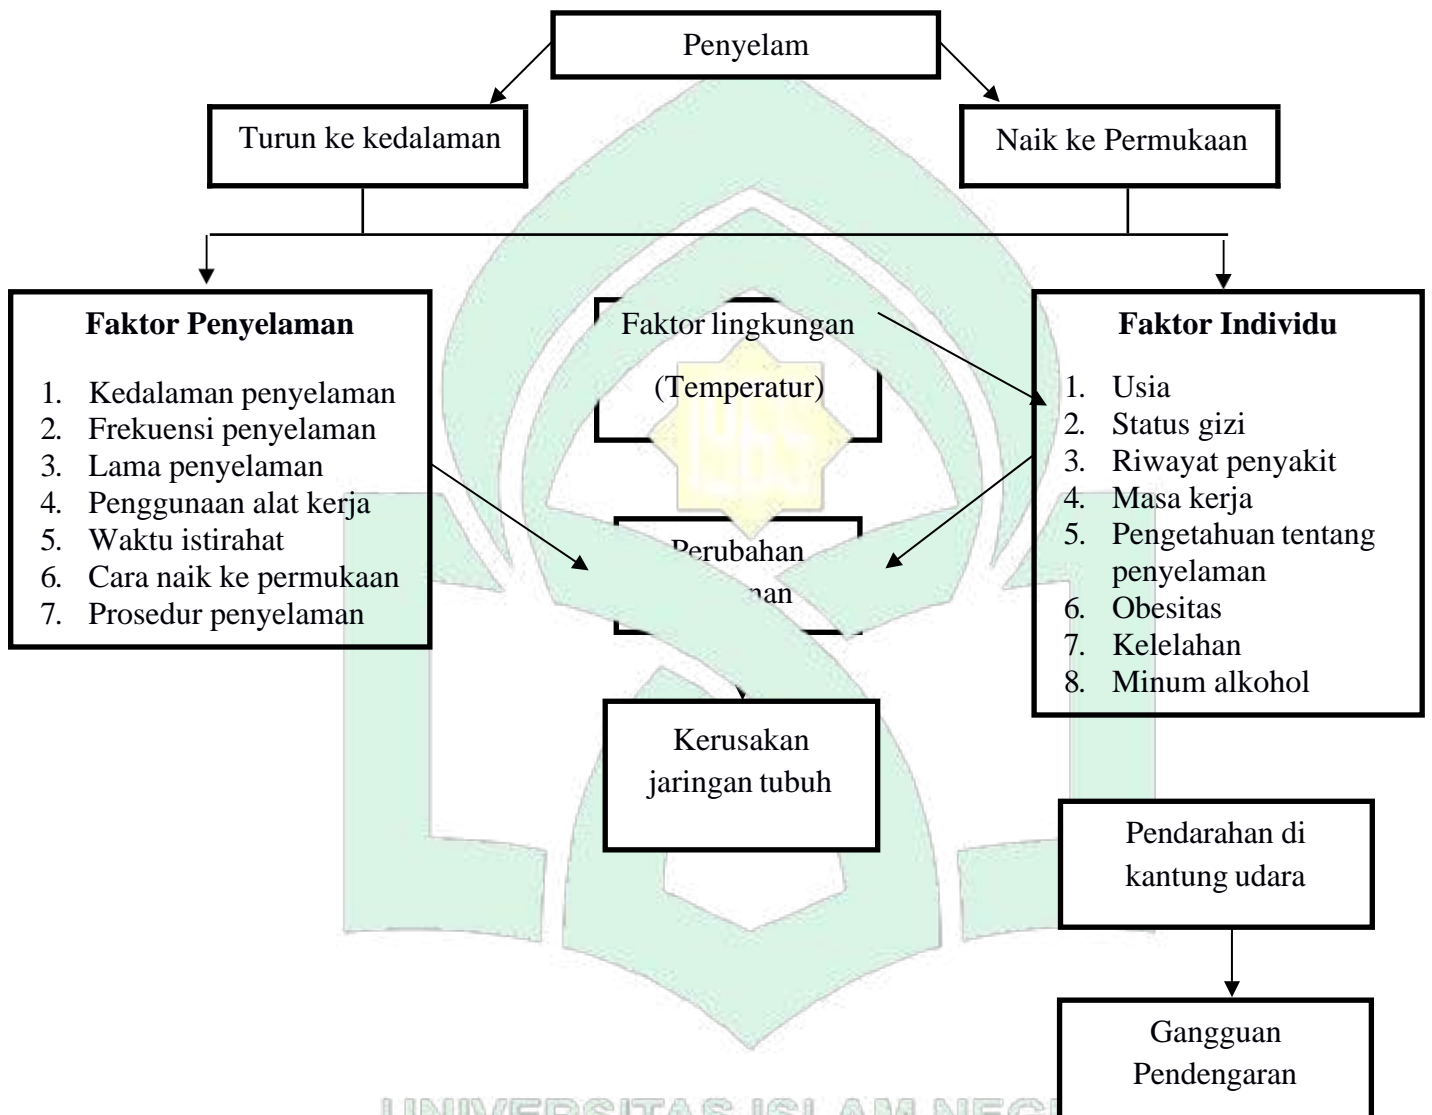 Penyelam
Turun ke kedalaman
Naik ke Permukaan
Faktor Penyelaman
1. Kedalaman penyelaman
2. Frekuensi penyelaman
3. Lama penyelaman
4. Penggunaan alat kerja
5. Waktu istirahat
6. Cara naik ke permukaan
7. Prosedur penyelaman
Faktor lingkungan
(Temperatur)
Faktor Individu
1. Usia
2. Status gizi
3. Riwayat penyakit
4. Masa kerja
5. Pengetahuan tentang
penyelaman
6. Obesitas
7. Kelelahan
8. Minum alkohol
Perubahan
Kerusakan
jaringan tubuh
Pendarahan di
kantung udara
Gangguan
Pendengaran
UNIVERSITAS ISLAM